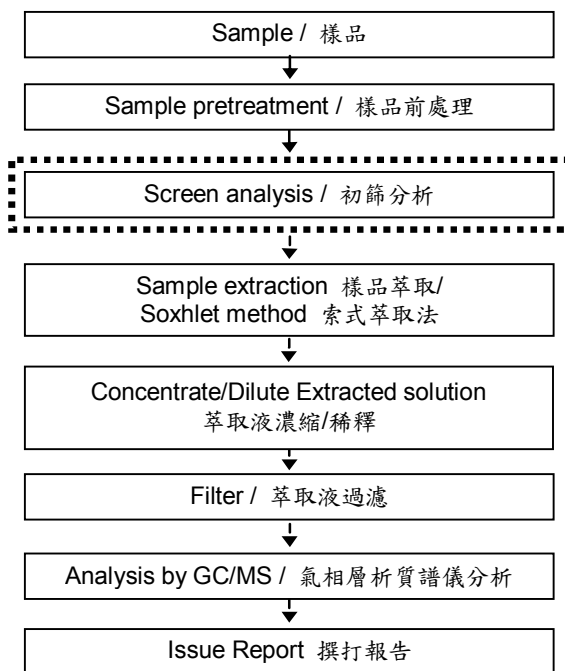 Sample / 樣品
Sample pretreatment / 樣品前處理
Screen analysis / 初篩分析
Sample extraction 樣品萃取/
Soxhlet method 索式萃取法
Concentrate/Dilute Extracted solution
萃取液濃縮/稀釋
Filter / 萃取液過濾
Analysis by GC/MS / 氣相層析質譜儀分析
Issue Report 撰打報告